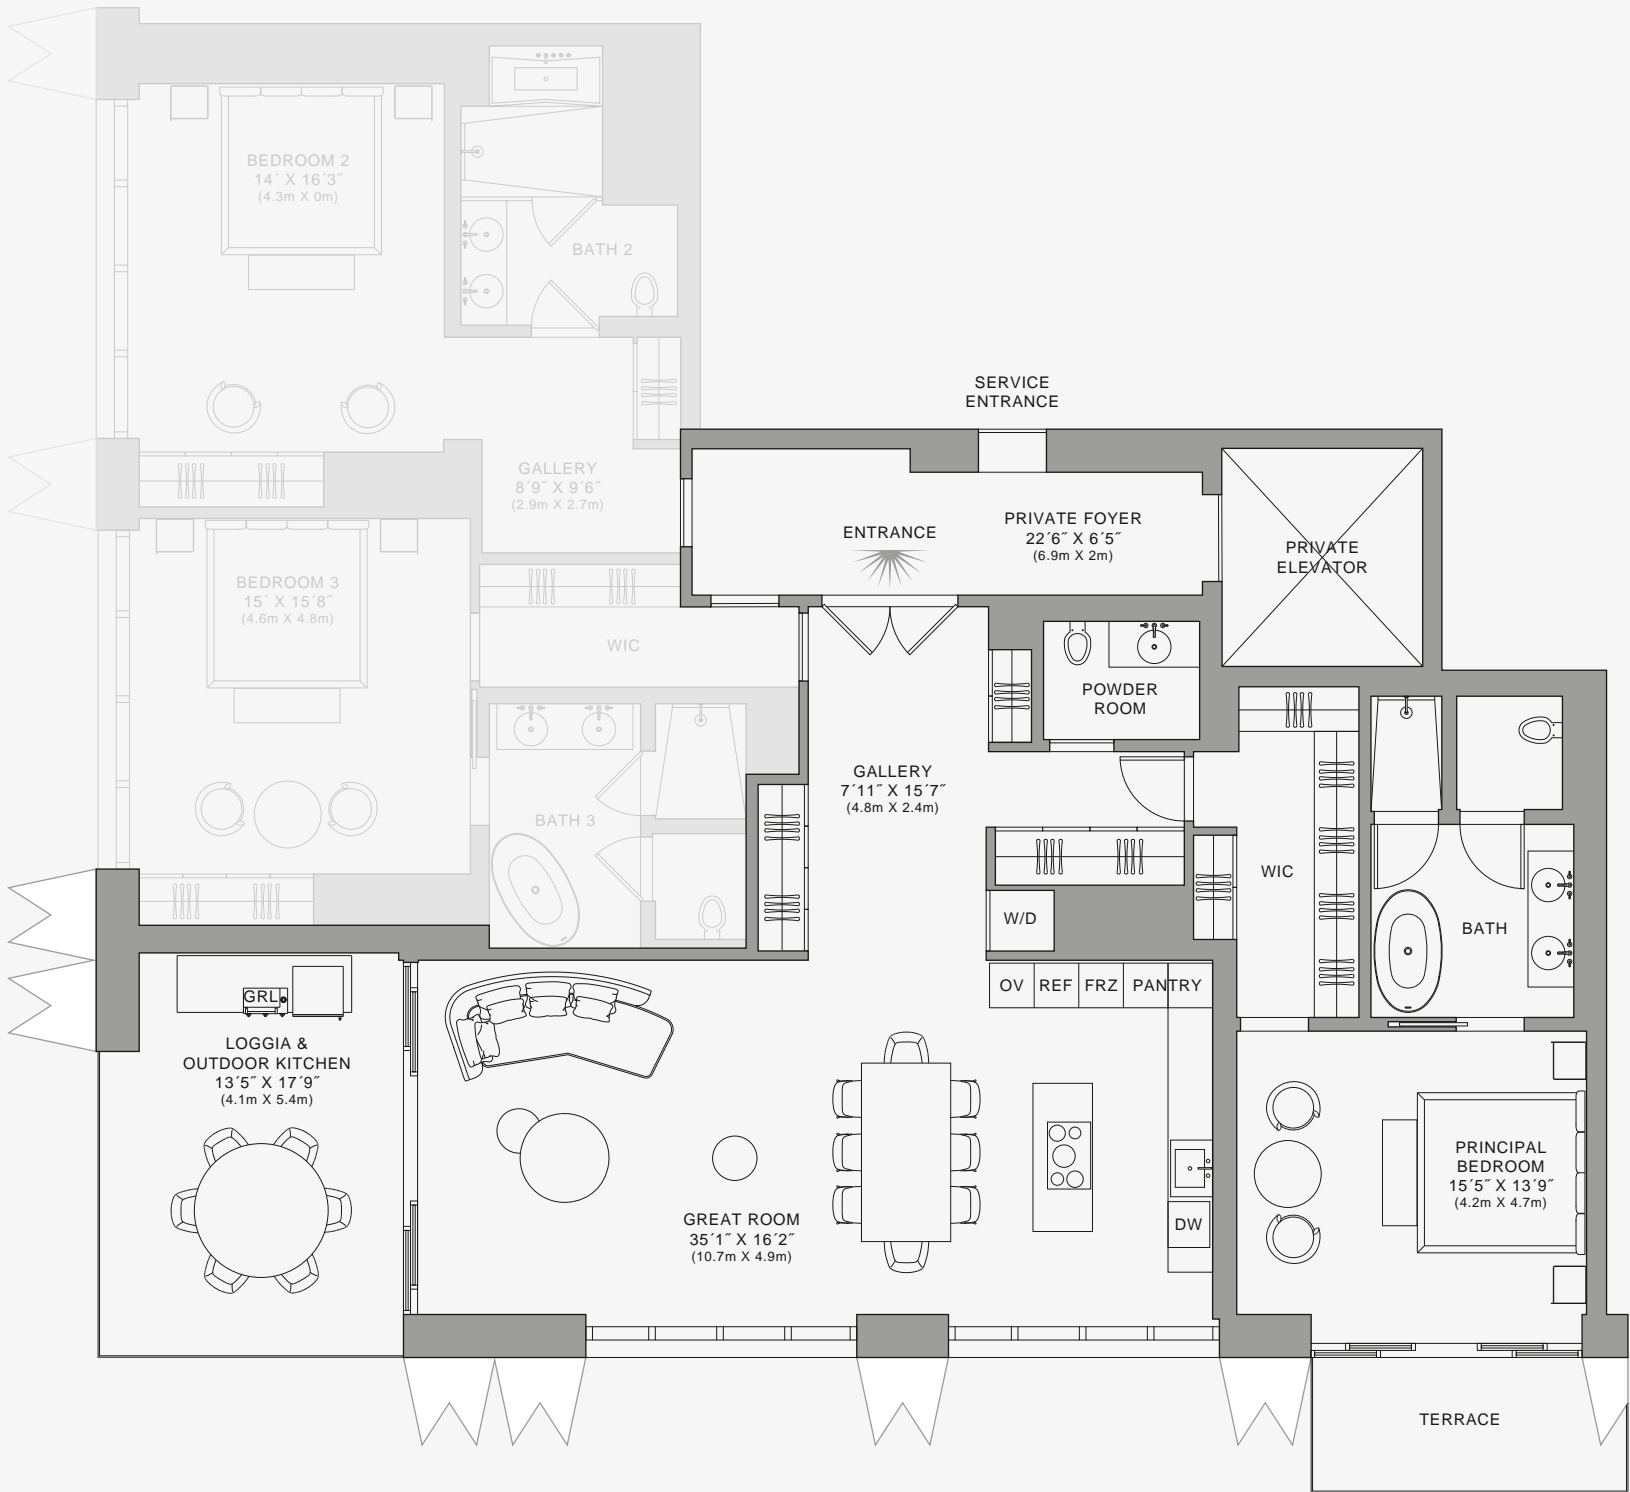 BEDROOM 2
14´ X 16´3˝
(4.3m X 0m)
BATH 2
SERVICE
ENTRANCE
GALLERY
8´9˝ X 9´6˝
(2.9m X 2.7m)
ENTRANCE
PRIVATE FOYER
22´6˝ X 6´5˝
(6.9m X 2m)
PRIVATE
ELEVATOR
BEDROOM 3
15´ X 15´8˝
(4.6m X 4.8m)
WIC
POWDER
ROOM
GALLERY
7´11˝ X 15´7˝
(4.8m X 2.4m)
BATH 3
WIC
W/D
BATH
OV
REF
FRZ
PANTRY
GRL
LOGGIA &
OUTDOOR KITCHEN
13´5˝ X 17´9˝
(4.1m X 5.4m)
PRINCIPAL
BEDROOM
15´5˝ X 13´9˝
(4.2m X 4.7m)
GREAT ROOM
35´1˝ X 16´2˝
(10.7m X 4.9m)
DW
TERRACE